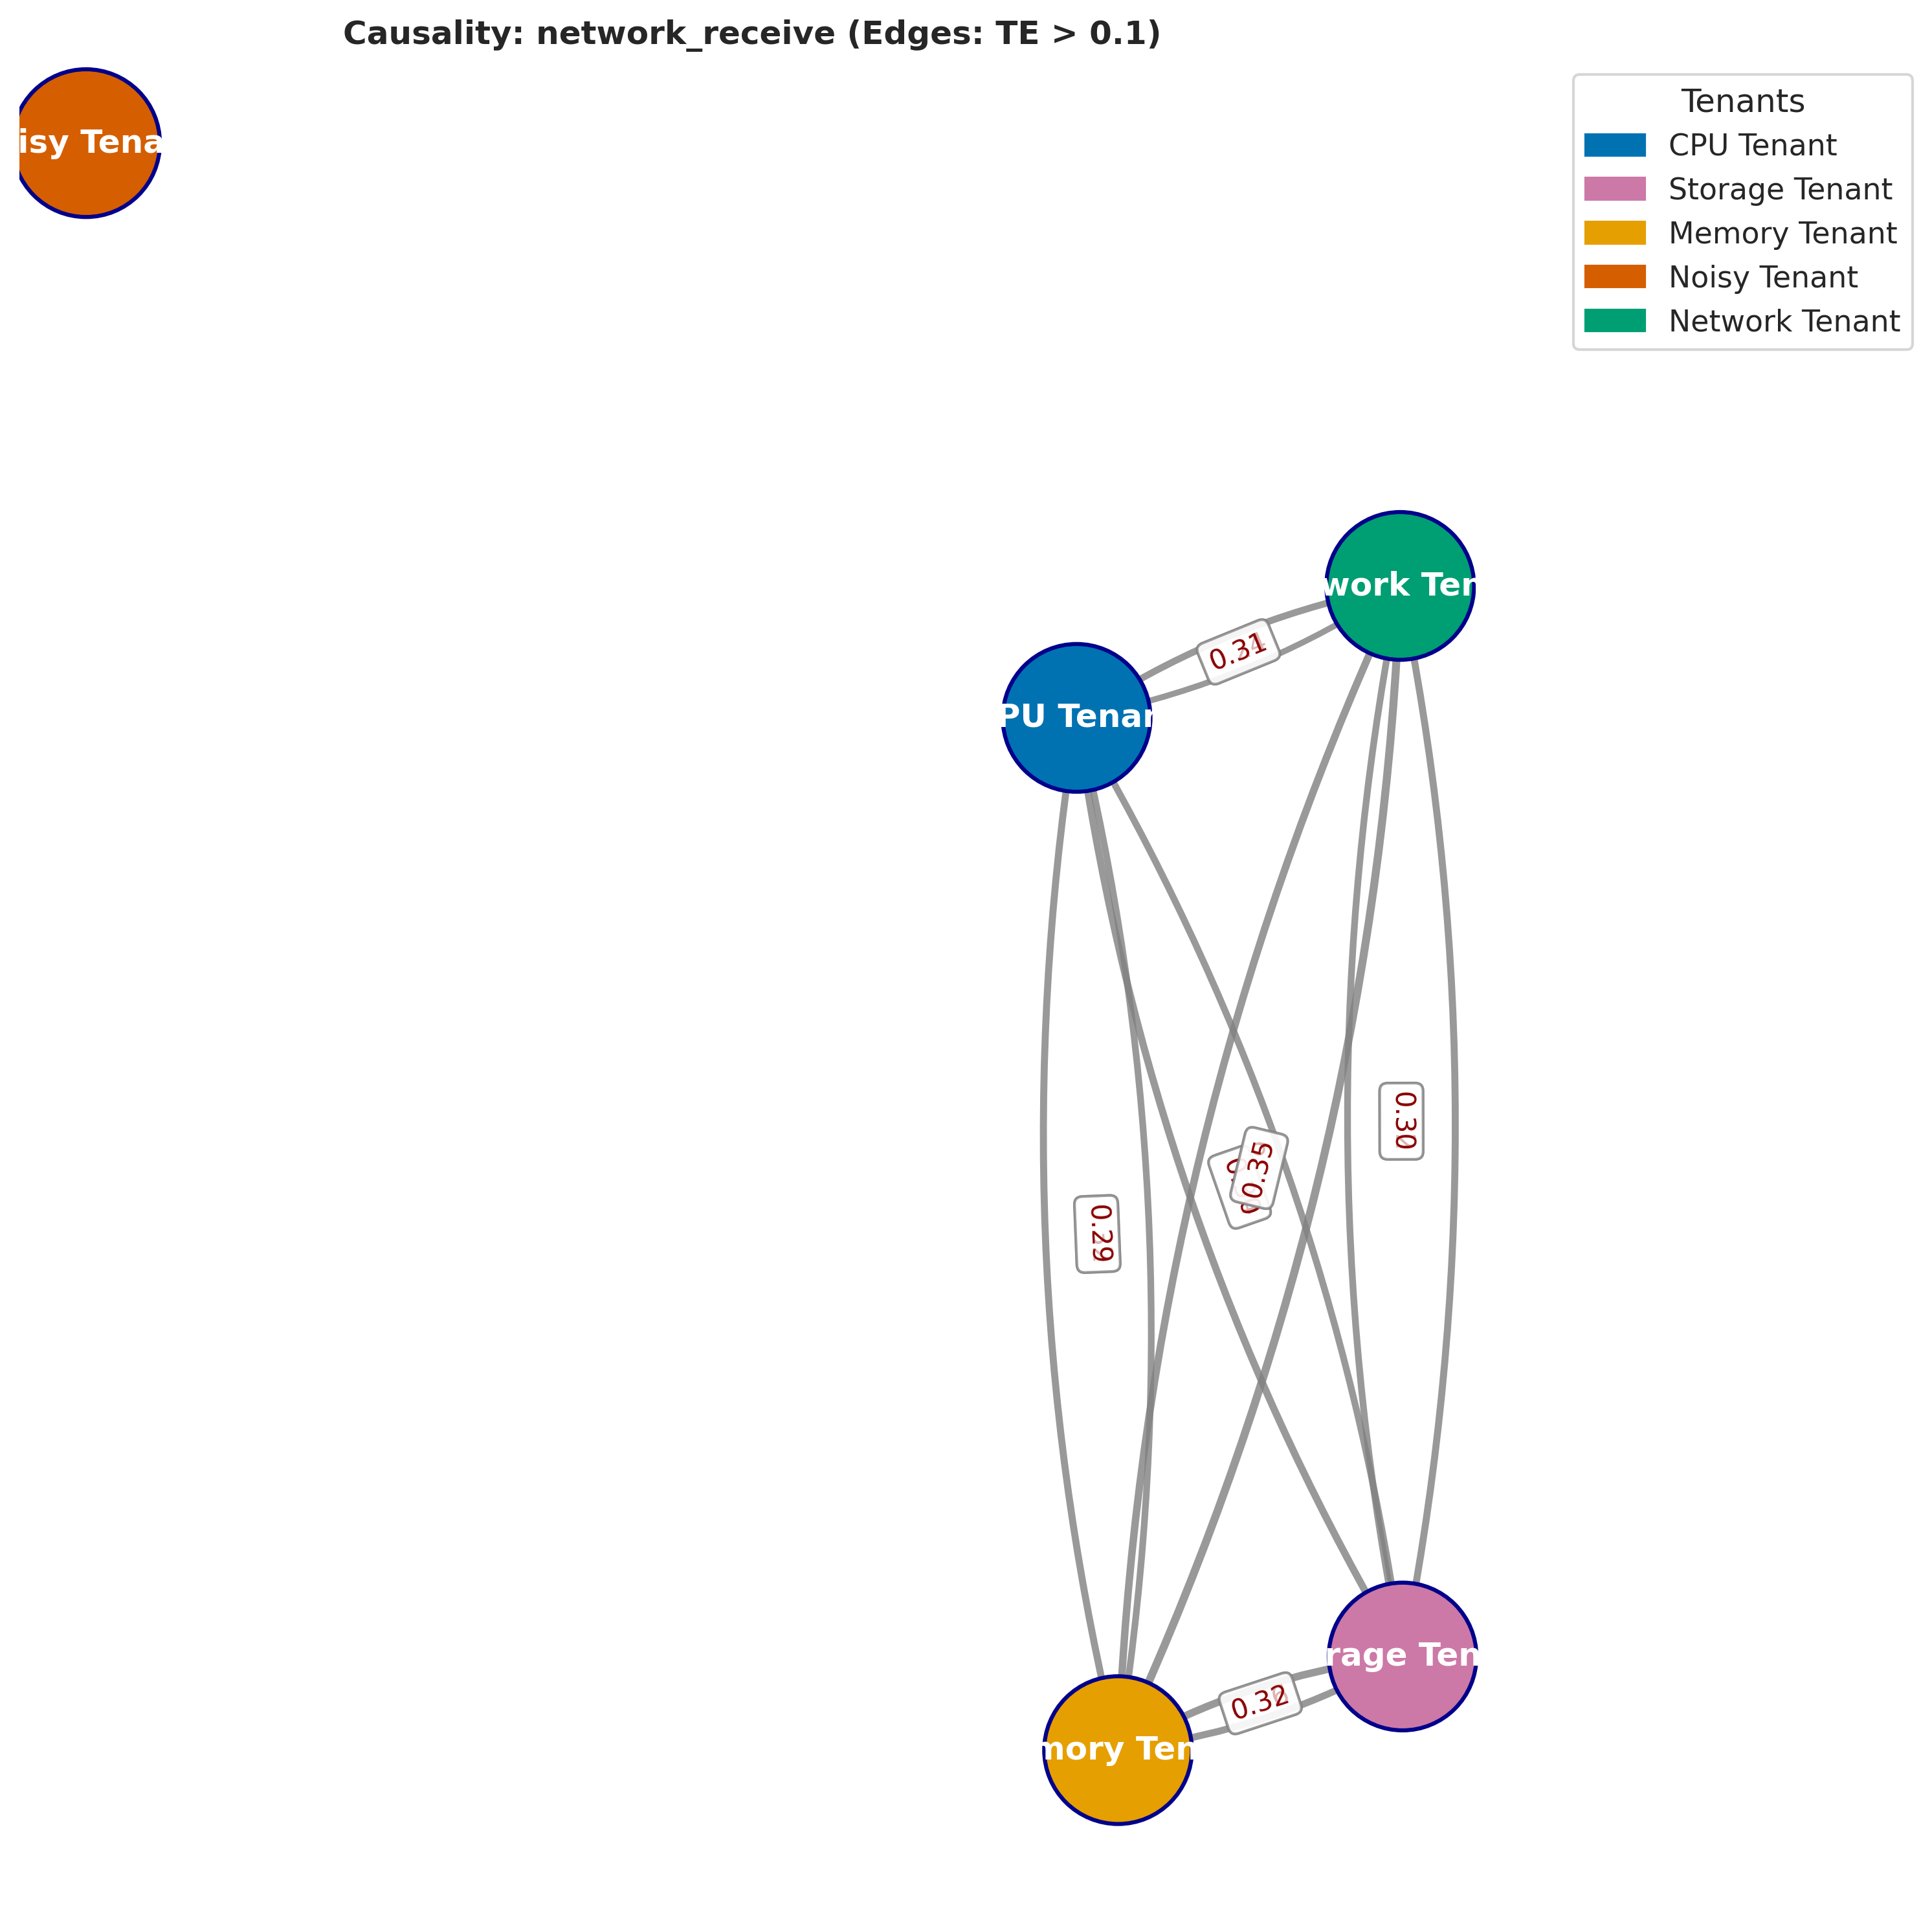 Causality: network_receive (Edges: TE > 0.1)
Tenants
CPU Tenant
Storage Tenant
Memory Tenant
Noisy Tenant
Network Tenant
isy Tena
work Ten
0.31
PU Tenan
0.30
0.35
0.29
rage Ten
0.32
mory Ten